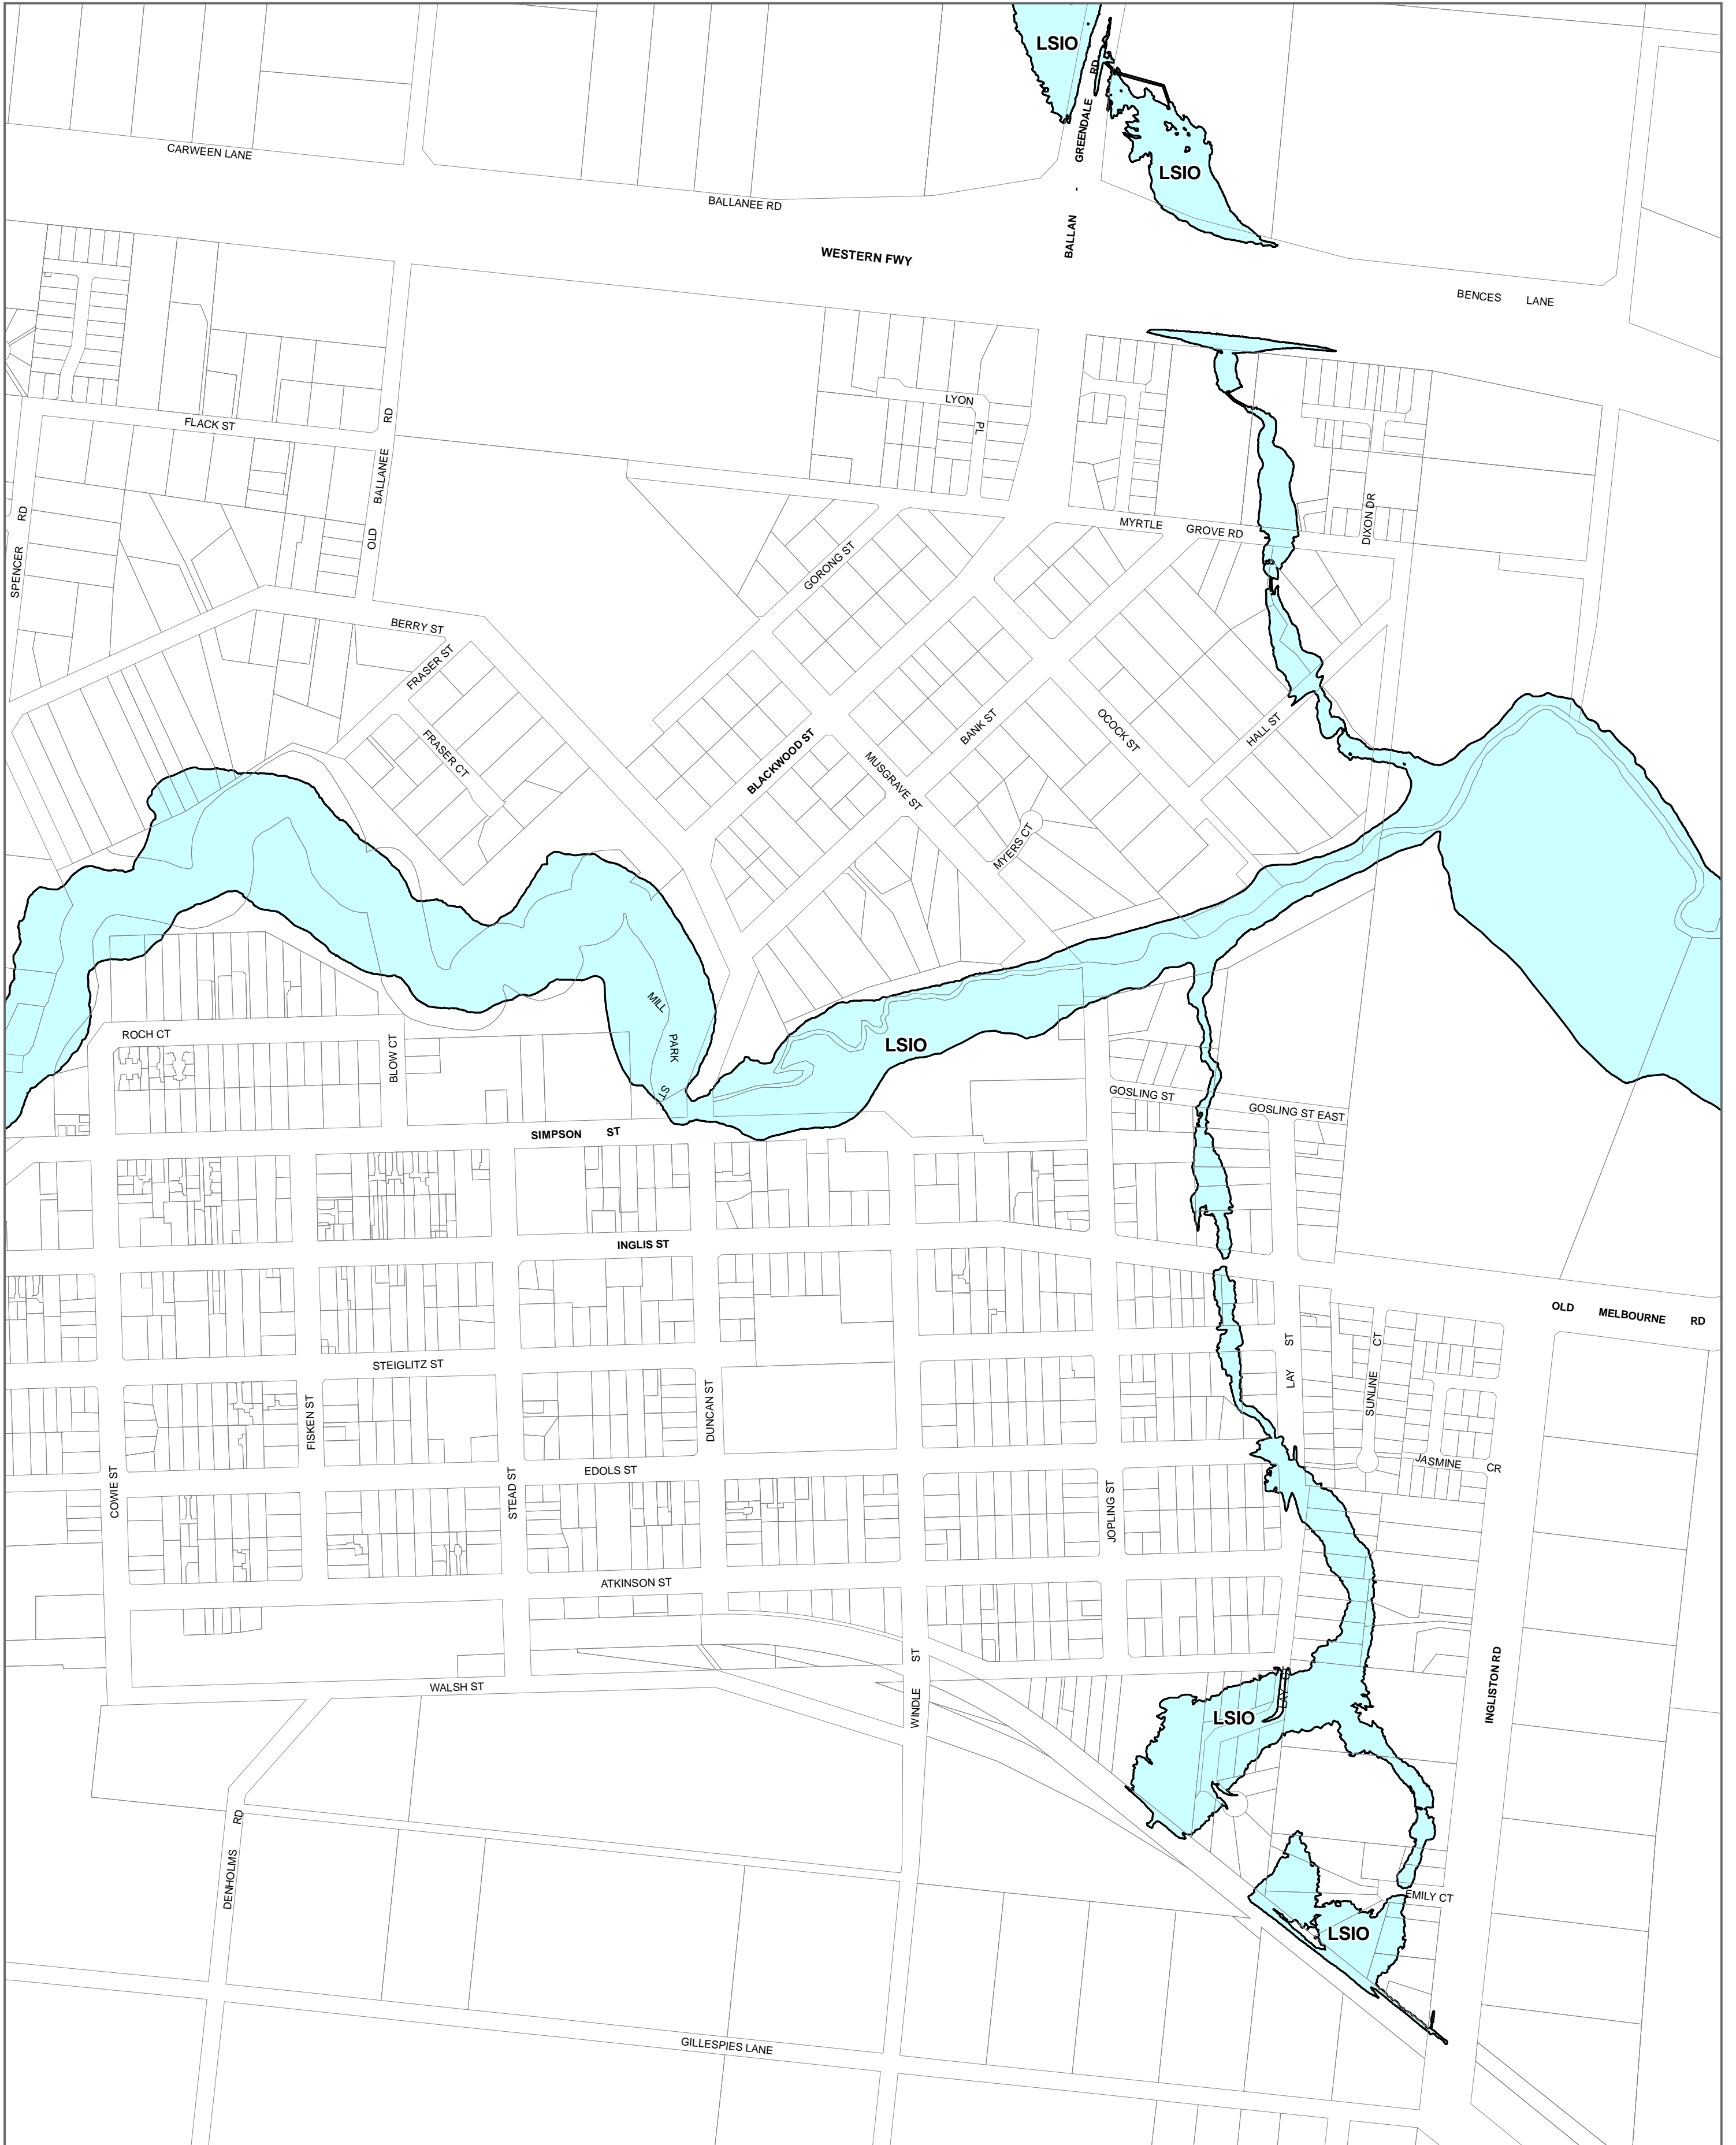 LSIO
RD
GREENDALE
-
BALLAN
LSIO
CARWEEN LANE
BALLANEE RD
WESTERN FWY
BENCES LANE
LYON
PL
FLACK ST
RD
BALLANEE
OLD
RD
SPENCER
MYRTLE GROVE RD
DIXON DR
GORONG ST
BERRY ST
FRASER ST
FRASER CT
BLACKWOOD ST
MUSGRAVE ST
BANK ST
OCOCK ST
HALL ST
MYERS CT
MILL
PARK
ST
ROCH CT
BLOW CT
LSIO
GOSLING ST
GOSLING ST EAST
SIMPSON ST
INGLIS ST
OLD MELBOURNE RD
STEIGLITZ ST
LAY ST
SUNLINE CT
FISKEN ST
DUNCAN ST
JASMINE CR
EDOLS ST
COWIE ST
STEAD ST
JOPLING ST
ATKINSON ST
WALSH ST
WINDLE ST
LAY
LSIO
INGLISTON RD
DENHOLMS RD
EMILY CT
LSIO
GILLESPIES LANE